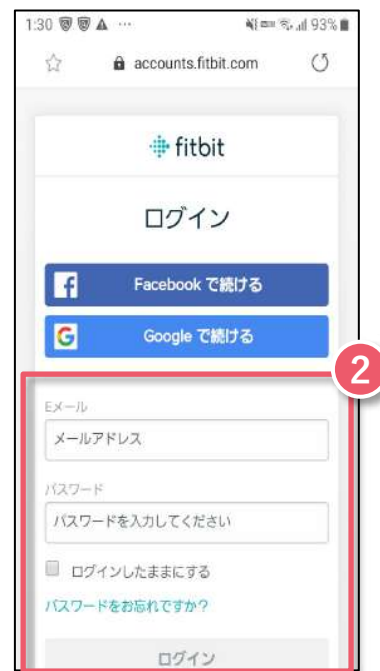 1:30 ... 93%
accounts.fitbit.com
fitbit
ログイン
Facebook で続ける
Google で続ける
2
Eメール
メールアドレス
パスワード
パスワードを入力してください
ログインしたままにする
パスワードをお忘れですか?
ログイン